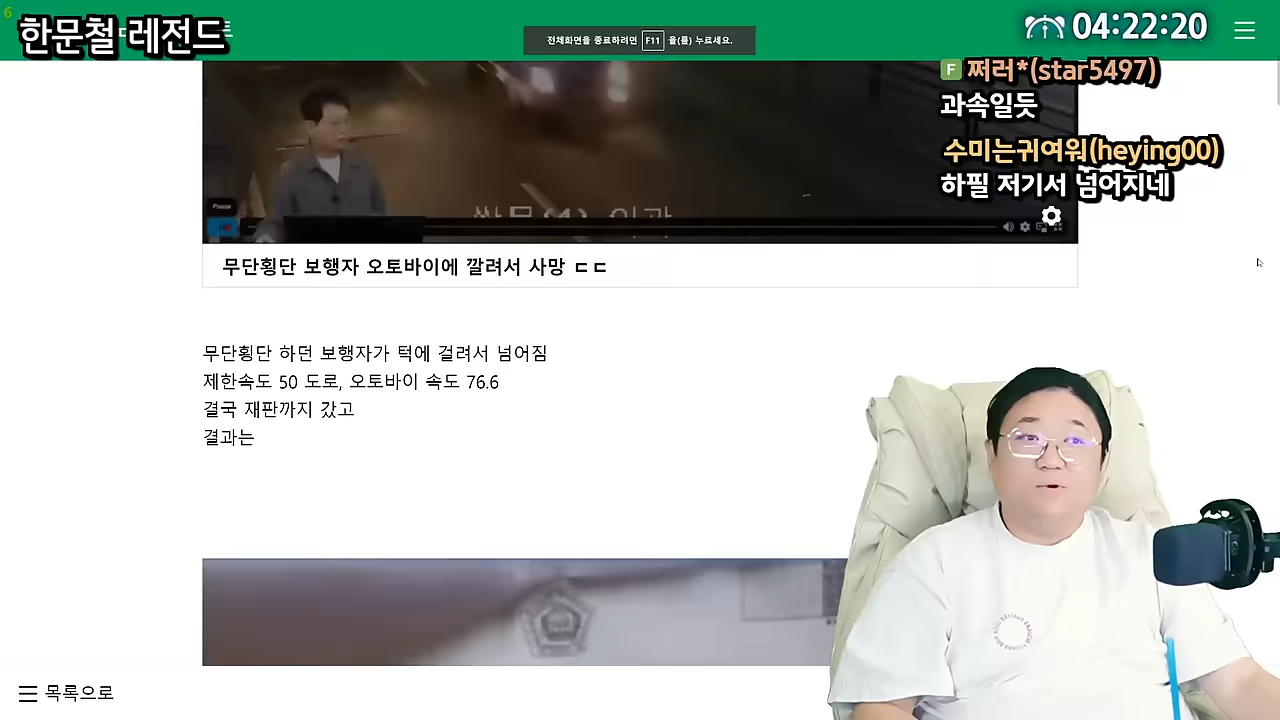 6
한문철 레전드
전체화면을 종료하려면 F11 을(를) 누르세요.
04:22:20
F 쩌러*(star5497)
과속일듯
수미는귀여워(heying00)
하필 저기서 넘어지네
무단횡단 보행자 오토바이에 깔려서 사망 ㄷㄷ
무단횡단 하던 보행자가 턱에 걸려서 넘어짐
제한속도 50 도로, 오토바이 속도 76.6
결국 재판까지 갔고
결과는
목록으로